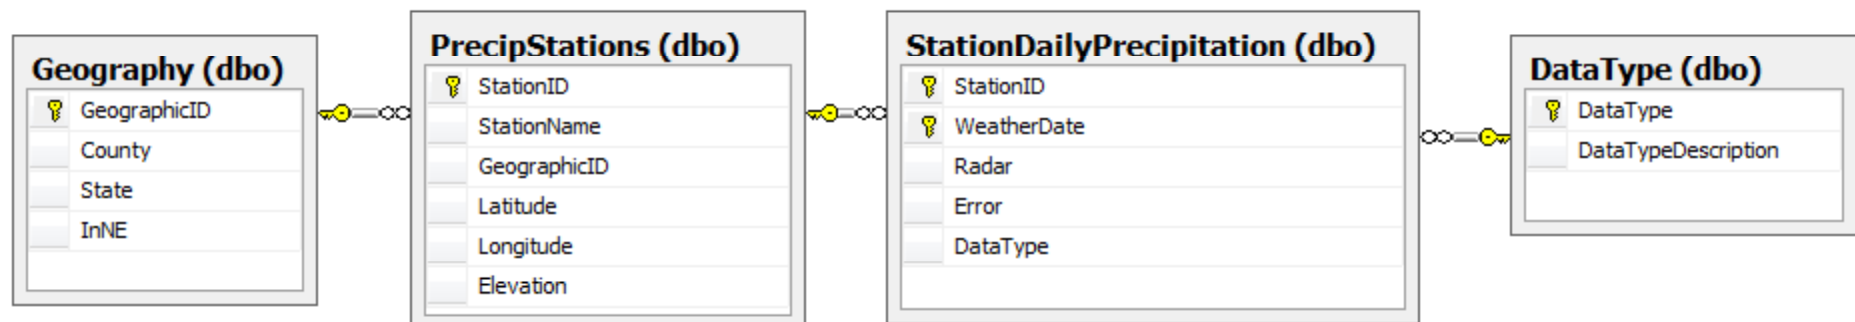 Geography (dbo)
GeographicID
County
State
InNE
PrecipStations (dbo)
StationID
StationName
GeographicID
Latitude
Longitude
Elevation
StationDailyPrecipitation (dbo)
StationID
WeatherDate
Radar
Error
DataType
DataType (dbo)
DataType
DataTypeDescription